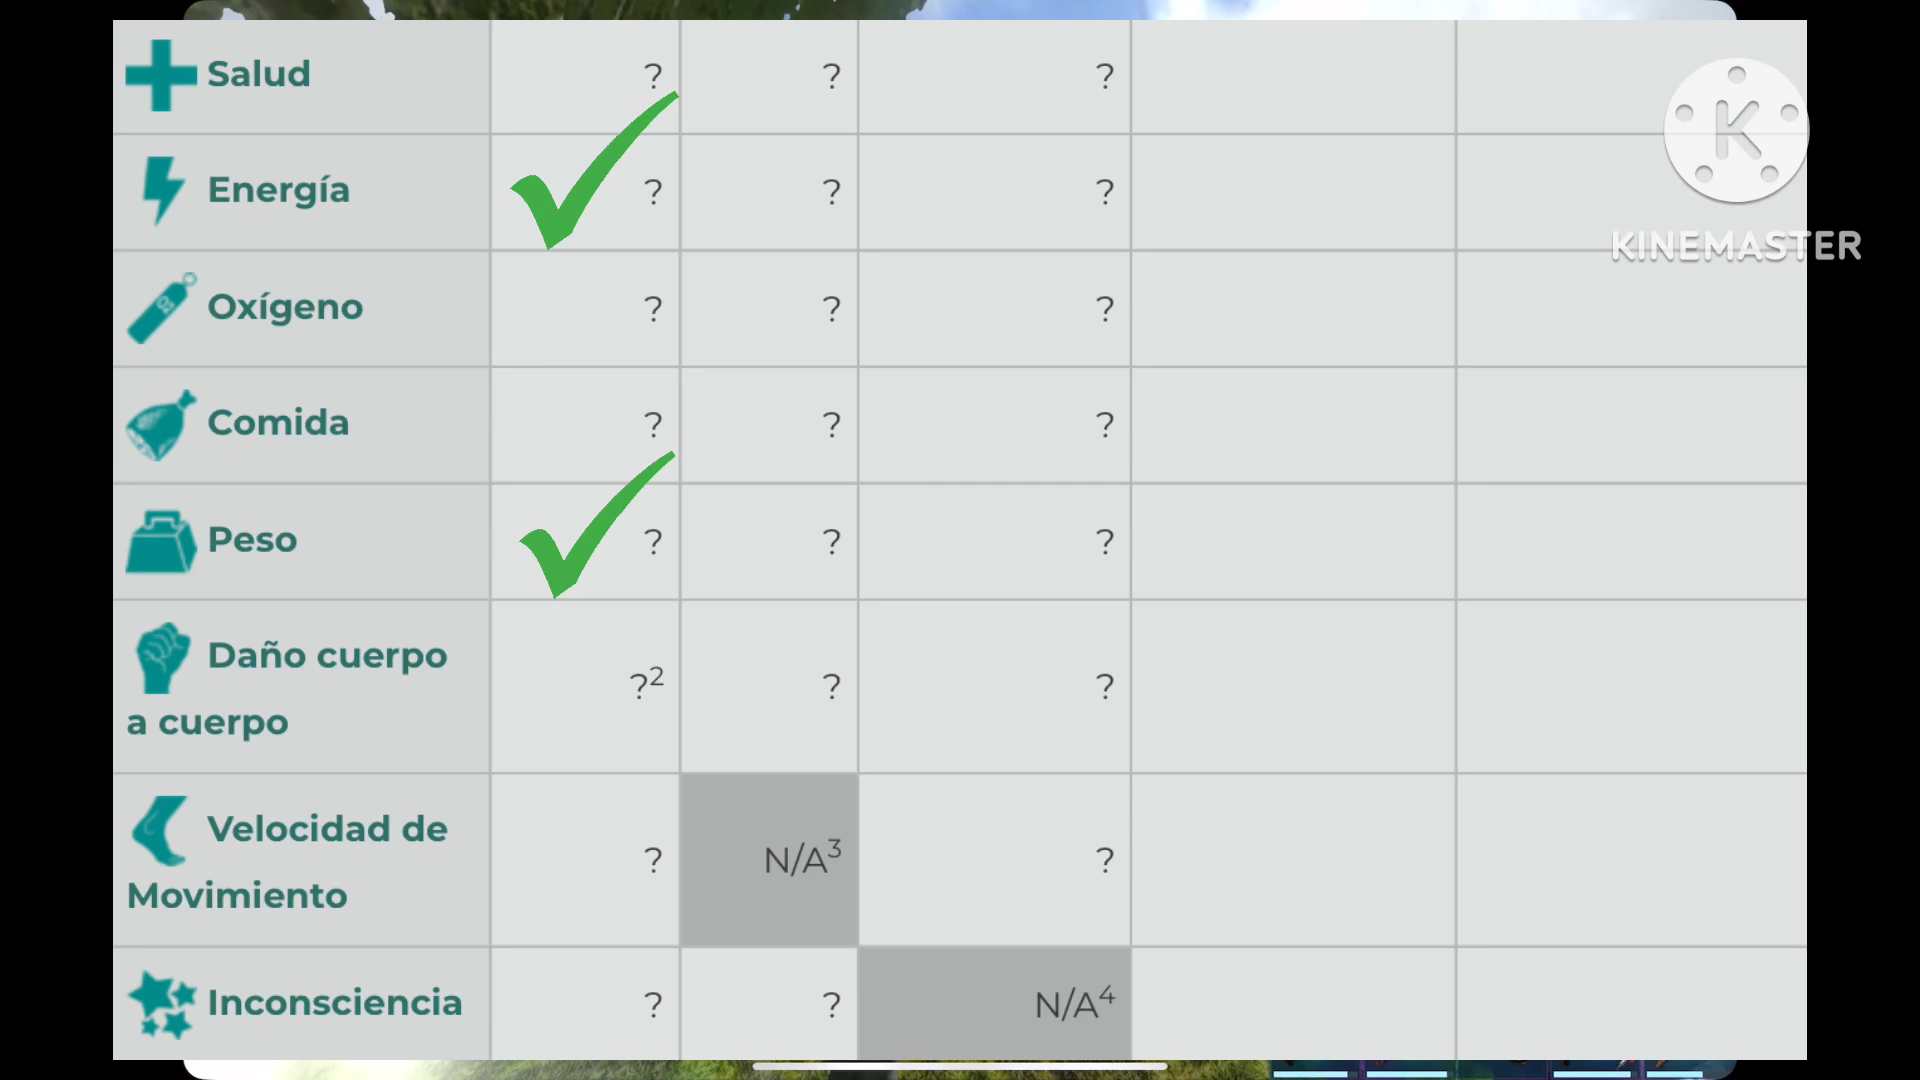 Salud ? ? ?
Energía ? ? ?
Oxígeno ? ? ?
Comida ? ? ?
Peso ? ? ?
Daño cuerpo
a cuerpo ?² ? ?
Velocidad de
Movimiento ? N/A³ ?
Inconsciencia ? ? N/A⁴
K
KINEMASTER